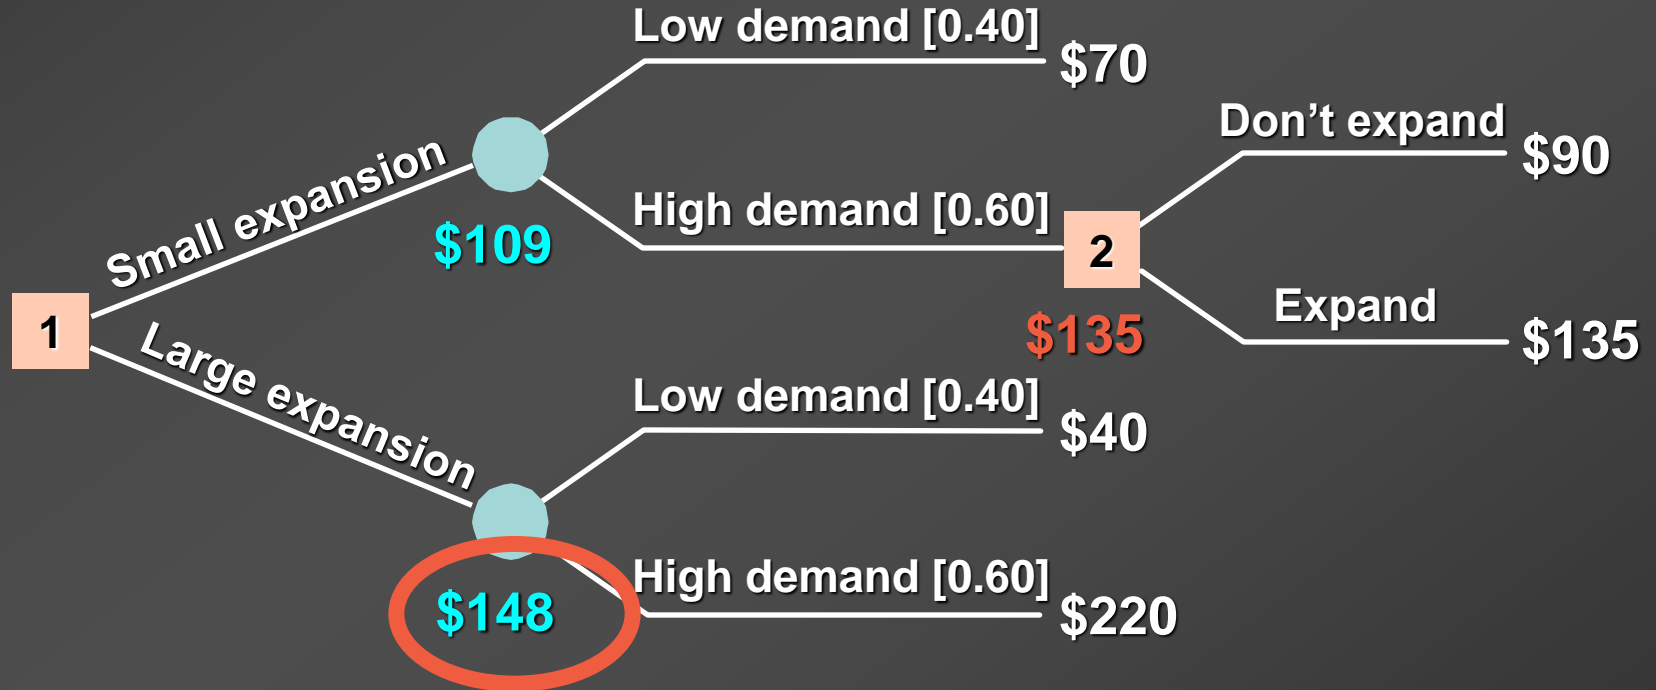 Low demand [0.40]
$70
Don’t expand
$90
Small expansion
$109
High demand [0.60]
2
$135
Expand
$135
1
Large expansion
Low demand [0.40]
$40
$148
High demand [0.60]
$220